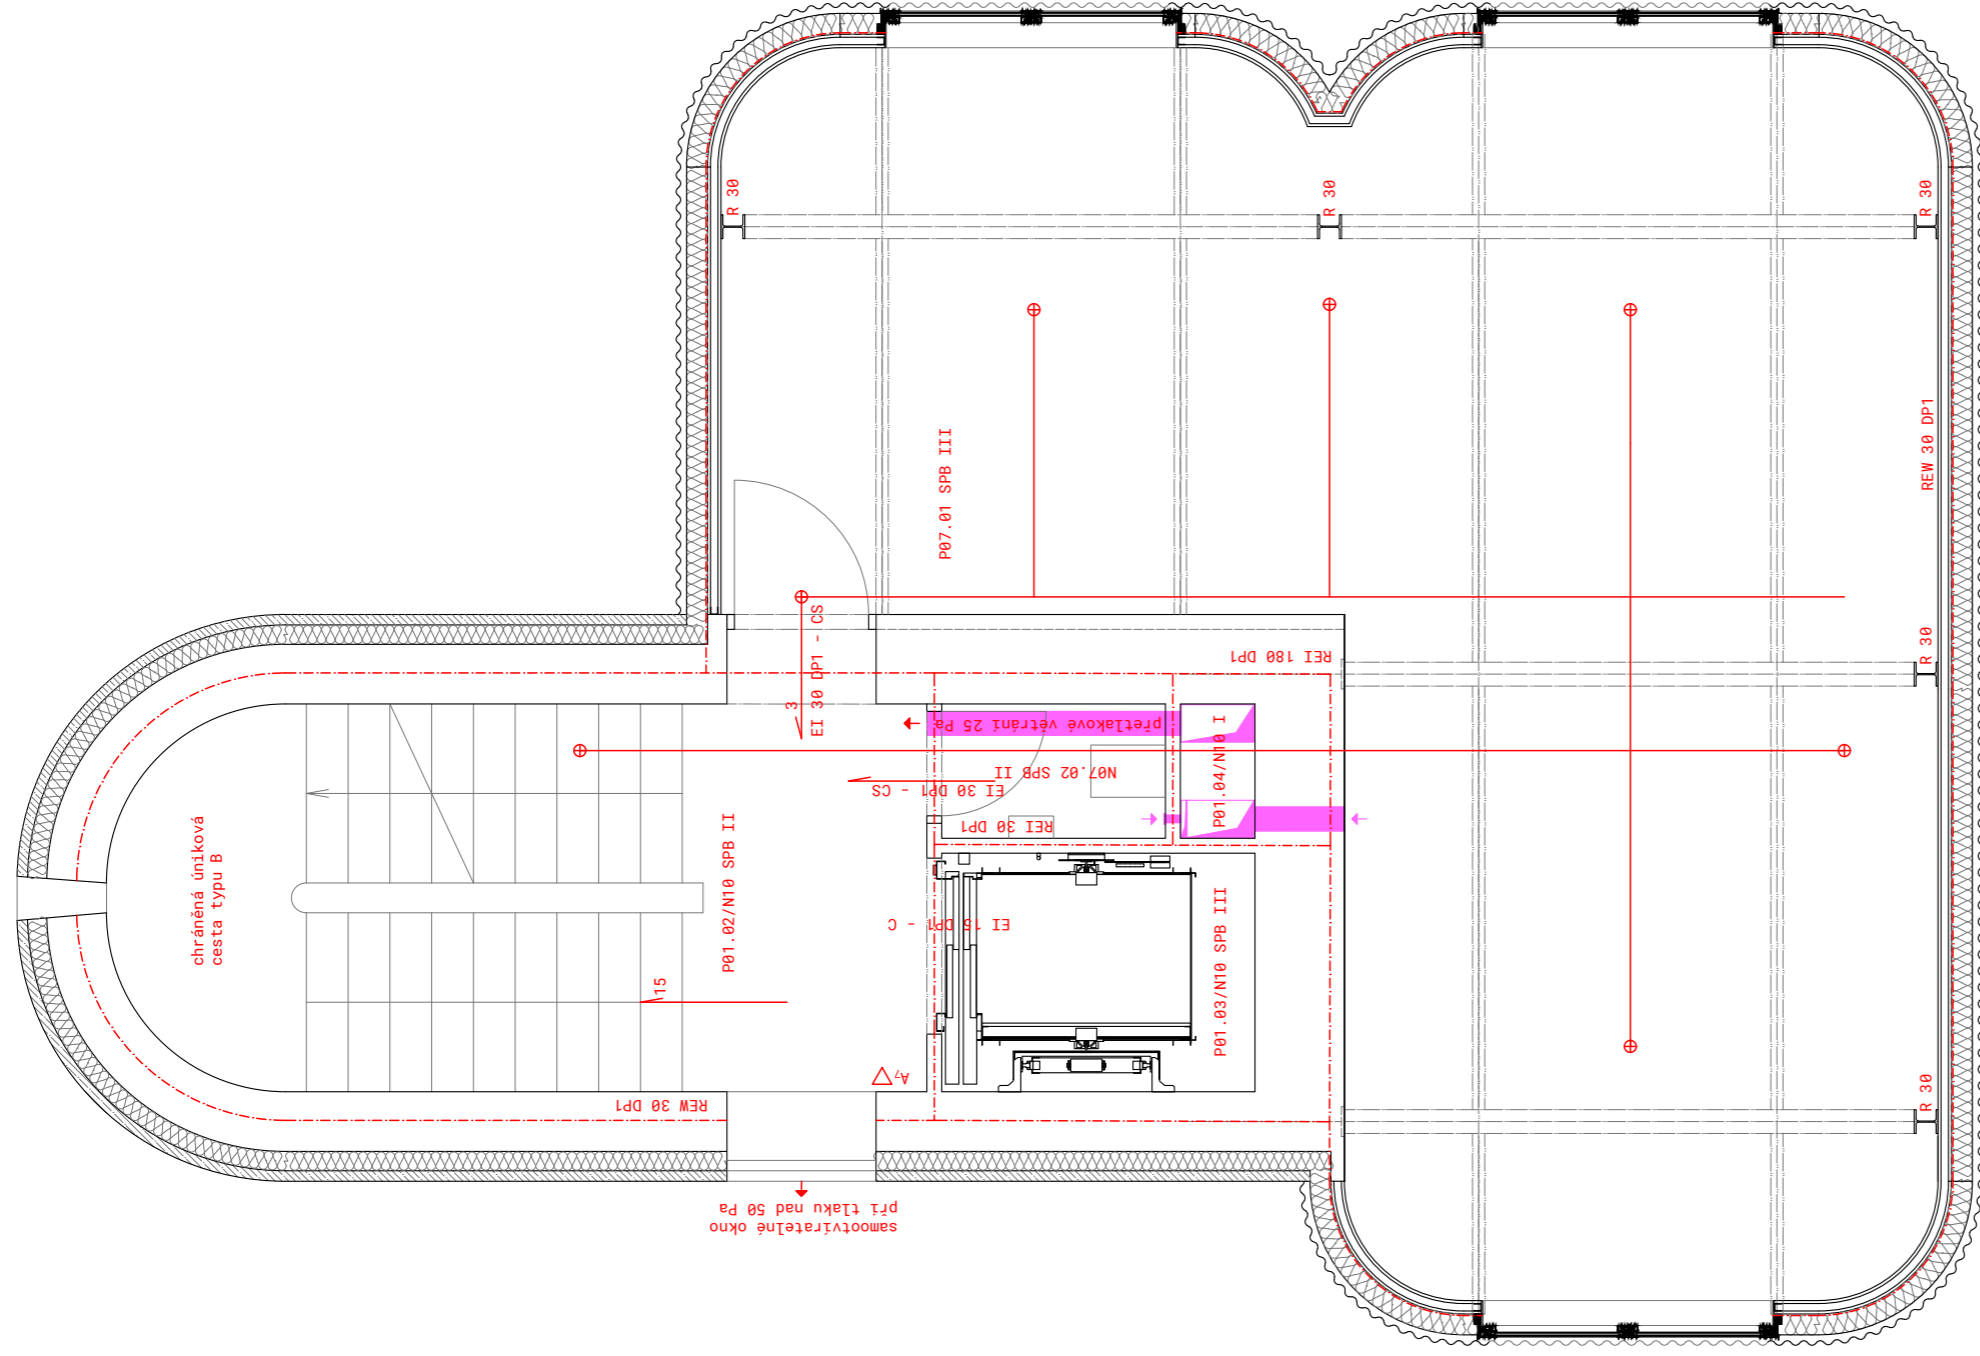 R 30
R 30
R 30
P07.01 SPB III
REW 30 DP1
EI 30 DP1 - CS
3
REI 180 DP1
R 30
přetlakové větrání 25 Pa
P01.04/N10 I
N07.02 SPB II
EI 30 DP1 - CS
REI 30 DP1
chráněná úniková
cesta typu B
P01.02/N10 SPB II
EI 15 DP1 - C
P01.03/N10 SPB III
15
A7
REW 30 DP1
R 30
samootvíratelné okno
při tlaku nad 50 Pa